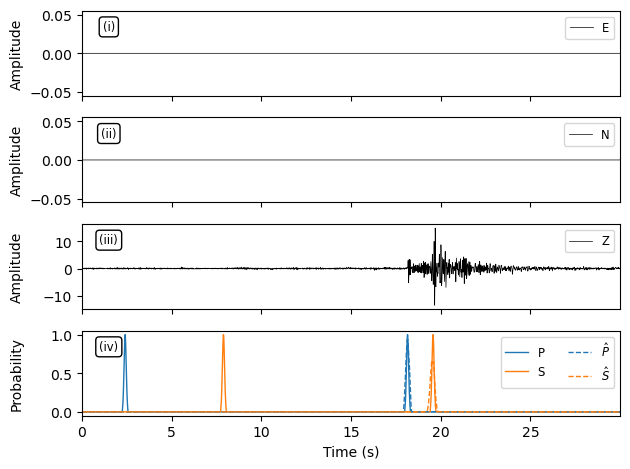 Amplitude
0.05
0.00
−0.05
(i)
E
Amplitude
0.05
0.00
−0.05
(ii)
N
Amplitude
10
0
−10
(iii)
Z
Probability
1.0
0.5
0.0
(iv)
P
S
P̂
Ŝ
0 5 10 15 20 25
Time (s)